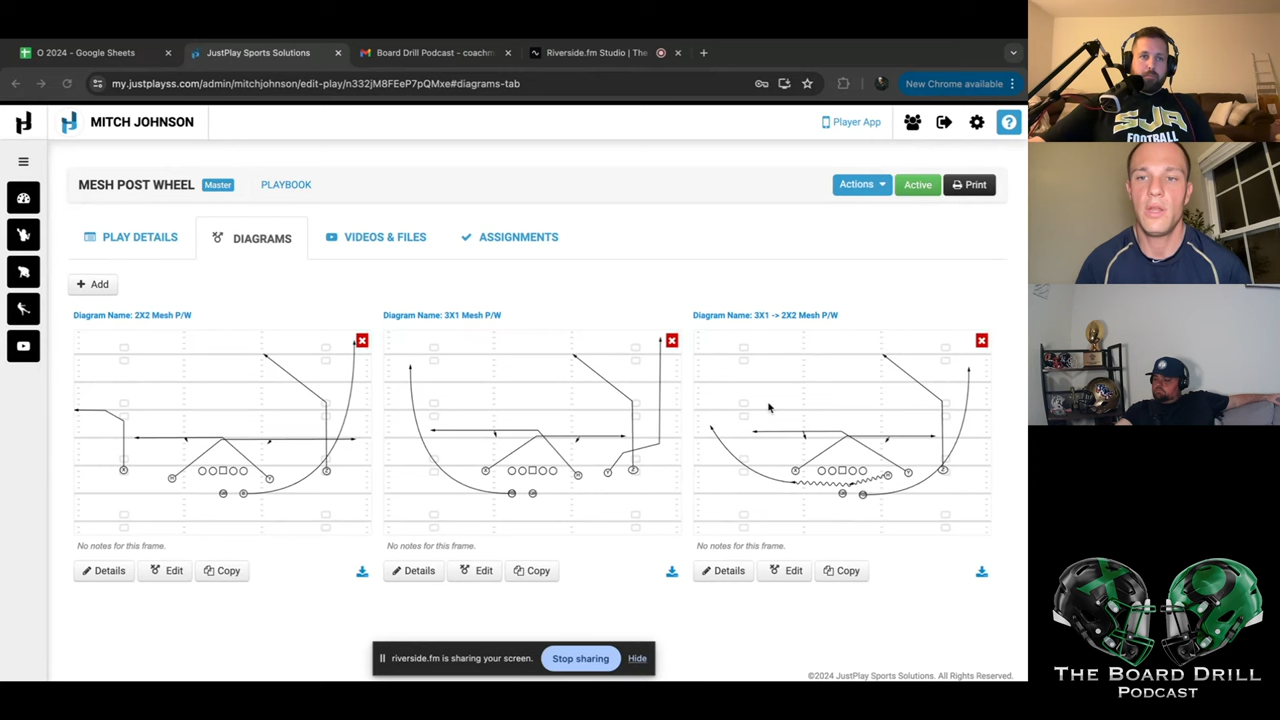 O 2024 - Google Sheets
JustPlay Sports Solutions
Board Drill Podcast - coachm
Riverside.fm Studio | The
my.justplayss.com/admin/mitchjohnson/edit-play/n332jM8FEeP7pQMxe#diagrams-tab
New Chrome available
MITCH JOHNSON
Player App
MESH POST WHEEL
Master
PLAYBOOK
Actions
Active
Print
PLAY DETAILS
DIAGRAMS
VIDEOS & FILES
ASSIGNMENTS
+ Add
Diagram Name: 2X2 Mesh P/W
Diagram Name: 3X1 Mesh P/W
Diagram Name: 3X1 -> 2X2 Mesh P/W
No notes for this frame.
No notes for this frame.
No notes for this frame.
Details
Edit
Copy
Details
Edit
Copy
Details
Edit
Copy
riverside.fm is sharing your screen.
Stop sharing
Hide
©2024 JustPlay Sports Solutions. All Rights Reserved.
SJA
FOOTBALL
THE BOARD DRILL
PODCAST